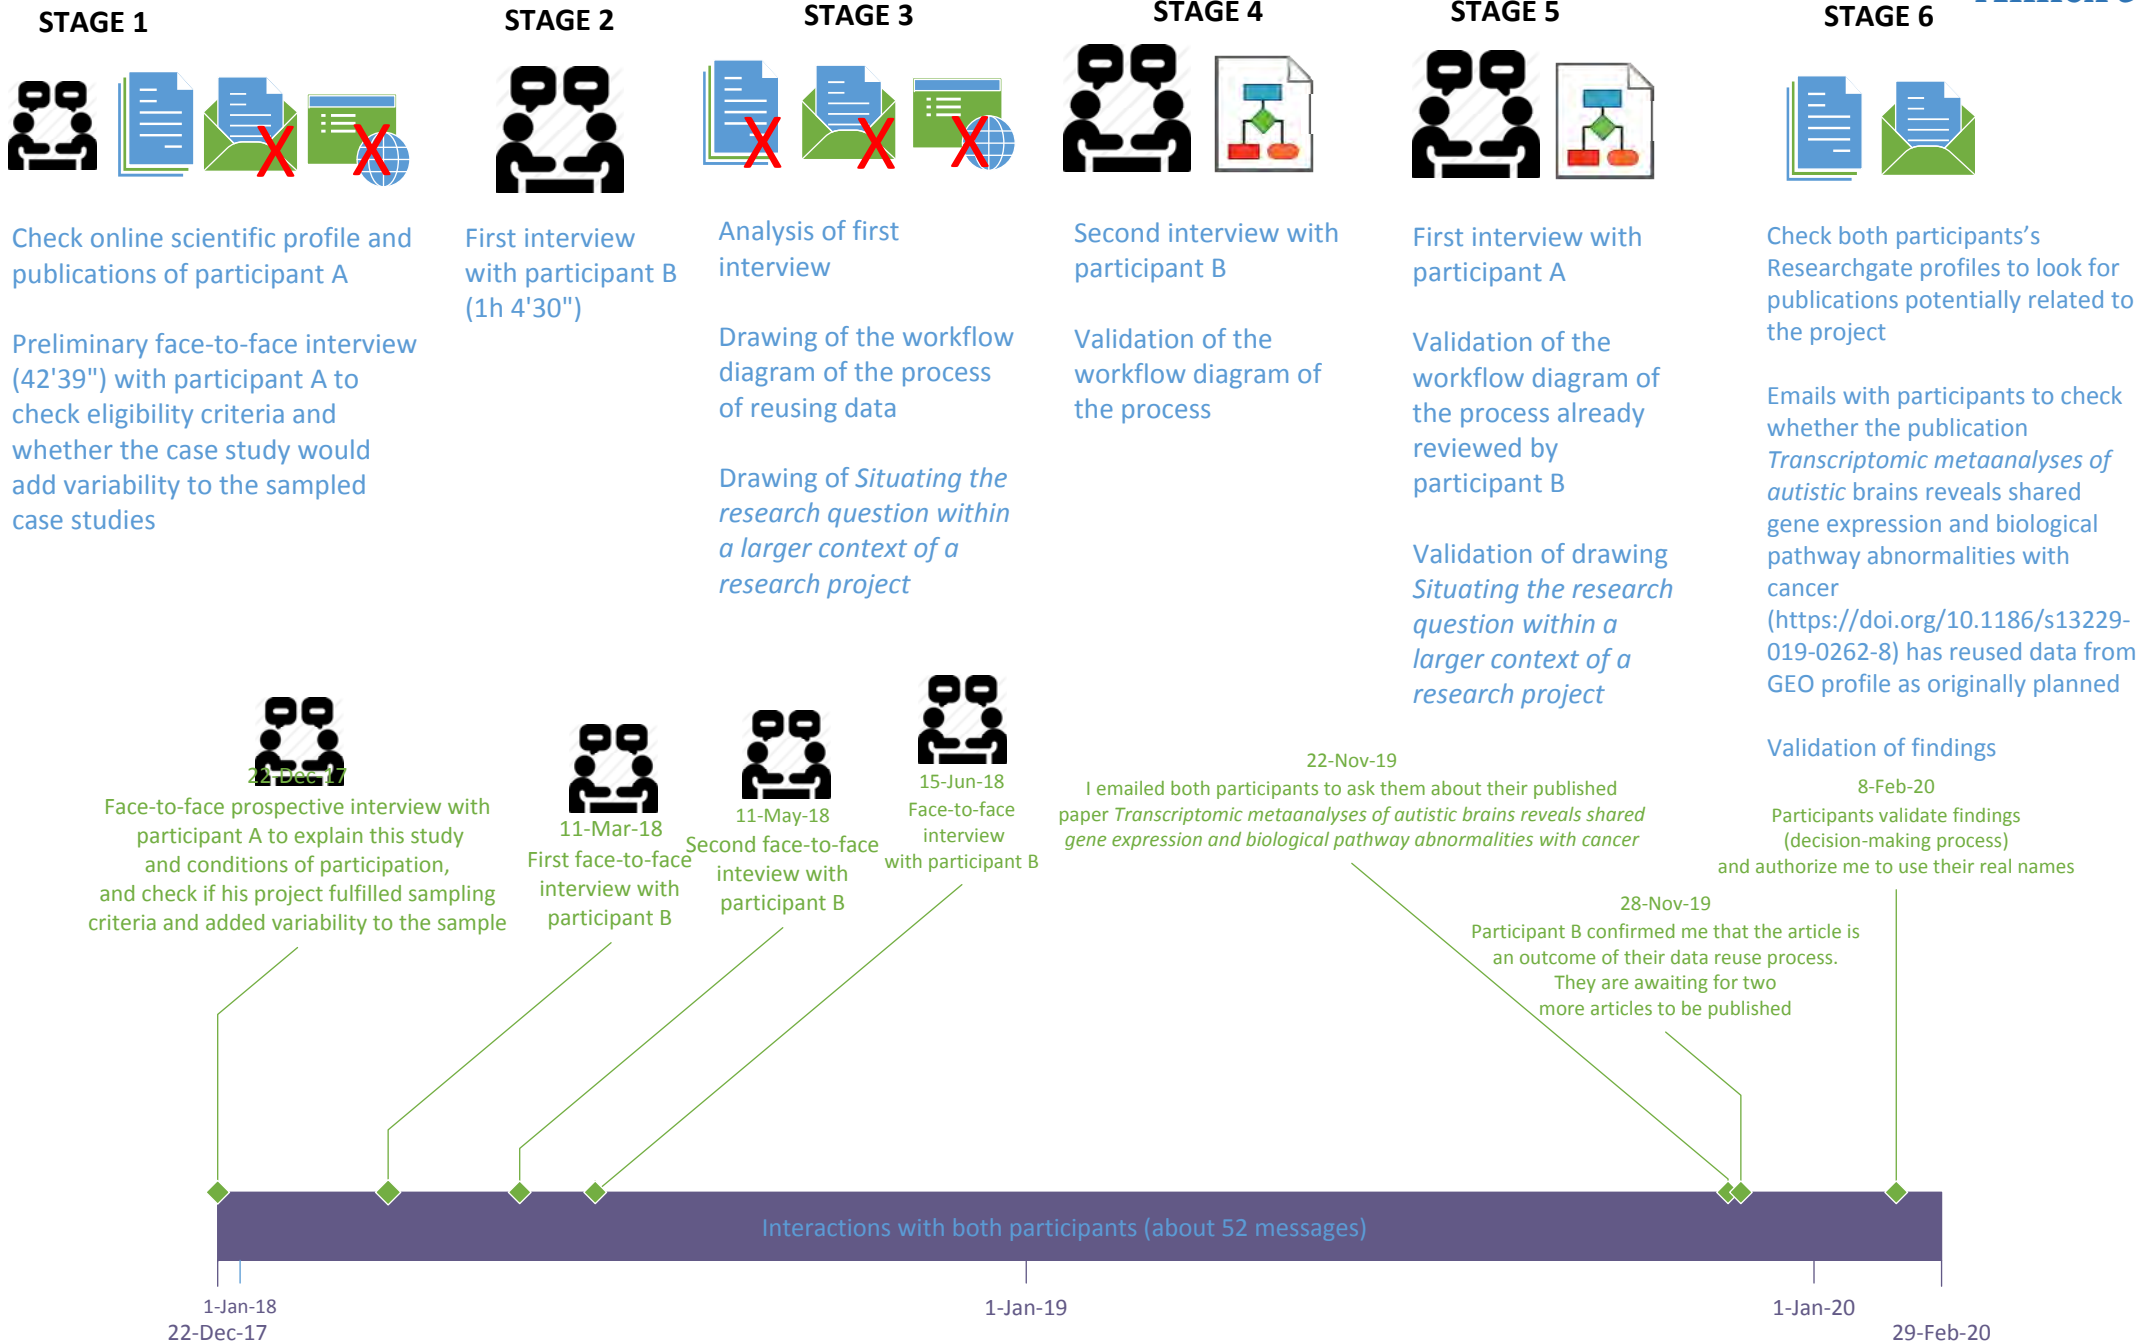 STAGE 1
Check online scientific profile and
publications of participant A
Preliminary face-to-face interview
(42'39") with participant A to
check eligibility criteria and
whether the case study would
add variability to the sampled
case studies
STAGE 2
First interview
with participant B
(1h 4'30")
STAGE 3
Analysis of first
interview
Drawing of the workflow
diagram of the process
of reusing data
Drawing of Situating the
research question within
a larger context of a
research project
STAGE 4
Second interview with
participant B
Validation of the
workflow diagram of
the process
STAGE 5
First interview with
participant A
Validation of the
workflow diagram of
the process already
reviewed by
participant B
Validation of drawing
Situating the research
question within a
larger context of a
research project
STAGE 6
Check both participants's
Researchgate profiles to look for
publications potentially related to
the project
Emails with participants to check
whether the publication
Transcriptomic metaanalyses of
autistic brains reveals shared
gene expression and biological
pathway abnormalities with
cancer
(https://doi.org/10.1186/s13229-
019-0262-8) has reused data from
GEO profile as originally planned
Validation of findings
22-Dec-17
Face-to-face prospective interview with
participant A to explain this study
and conditions of participation,
and check if his project fulfilled sampling
criteria and added variability to the sample
11-Mar-18
First face-to-face
interview with
participant B
11-May-18
Second face-to-face
inteview with
participant B
15-Jun-18
Face-to-face
interview
with participant B
22-Nov-19
I emailed both participants to ask them about their published
paper Transcriptomic metaanalyses of autistic brains reveals shared
gene expression and biological pathway abnormalities with cancer
28-Nov-19
Participant B confirmed me that the article is
an outcome of their data reuse process.
They are awaiting for two
more articles to be published
8-Feb-20
Participants validate findings
(decision-making process)
and authorize me to use their real names
Interactions with both participants (about 52 messages)
1-Jan-18
1-Jan-19
1-Jan-20
22-Dec-17
29-Feb-20